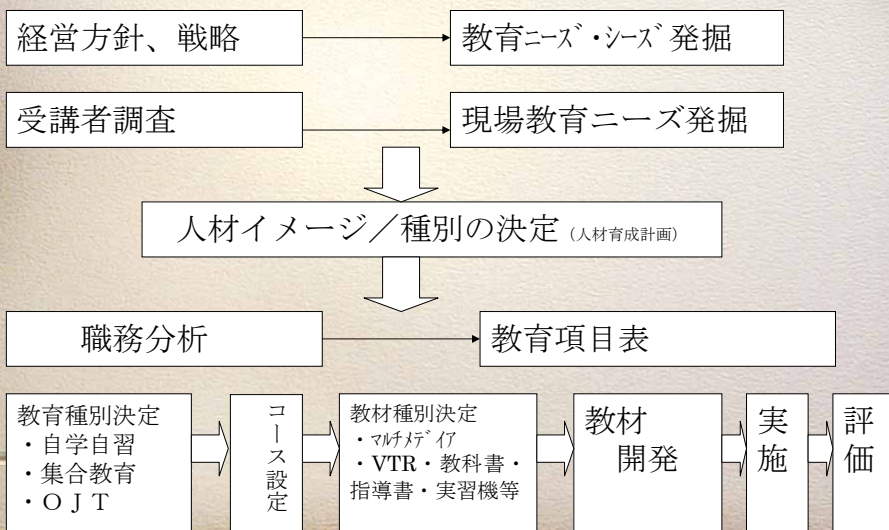 経営方針、戦略
教育ﾆｰｽﾞ・ｼｰｽﾞ発掘
受講者調査
現場教育ニーズ発掘
人材イメージ／種別の決定（人材育成計画）
職務分析
教育項目表
教育種別決定
・自学自習
・集合教育
・ＯＪＴ
コース設定
教材種別決定
・ﾏﾙﾁﾒﾃﾞｨｱ
・VTR・教科書・
指導書・実習機等
教材
開発
実施
評価